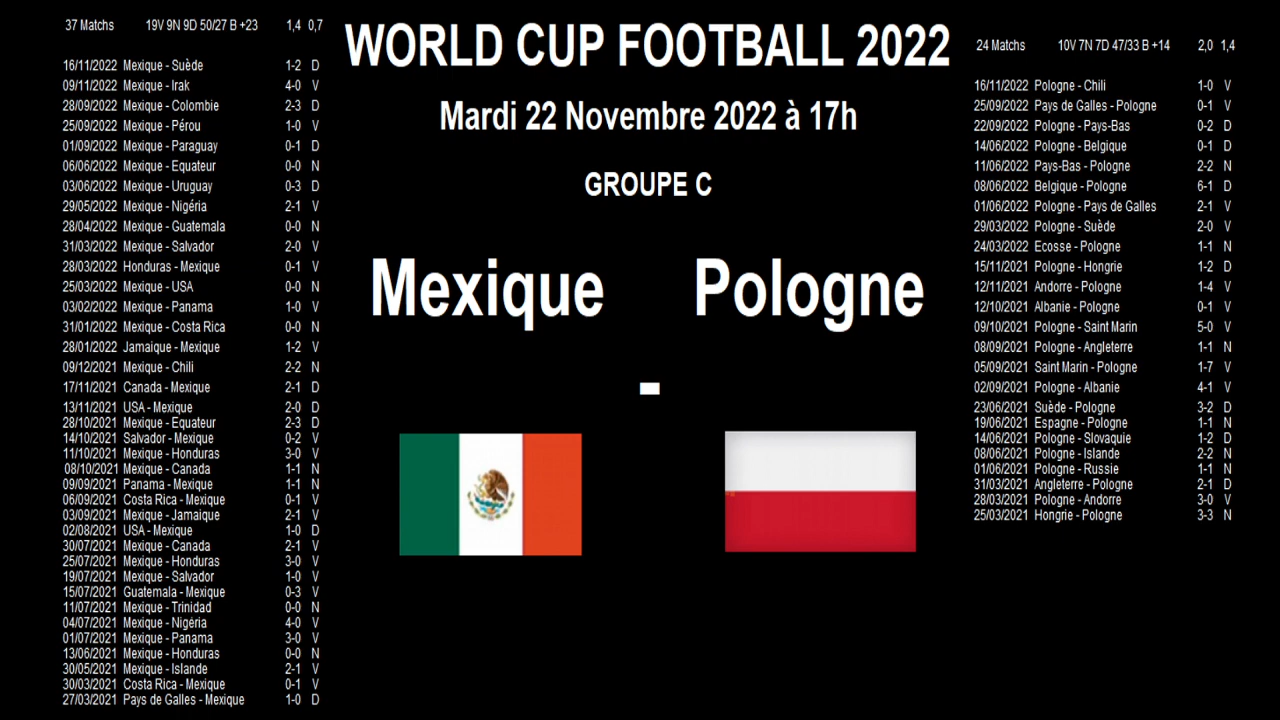 37 Matchs 19V 9N 9D 50/27 B +23 1,4 0,7
16/11/2022 Mexique - Suède 1-2 D
09/11/2022 Mexique - Irak 4-0 V
28/09/2022 Mexique - Colombie 2-3 D
25/09/2022 Mexique - Pérou 1-0 V
01/09/2022 Mexique - Paraguay 0-1 D
06/06/2022 Mexique - Equateur 0-0 N
03/06/2022 Mexique - Uruguay 0-3 D
29/05/2022 Mexique - Nigéria 2-1 V
28/04/2022 Mexique - Guatemala 0-0 N
31/03/2022 Mexique - Salvador 2-0 V
28/03/2022 Honduras - Mexique 0-1 V
25/03/2022 Mexique - USA 0-0 N
03/02/2022 Mexique - Panama 1-0 V
31/01/2022 Mexique - Costa Rica 0-0 N
28/01/2022 Jamaique - Mexique 1-2 V
09/12/2021 Mexique - Chili 2-2 N
17/11/2021 Canada - Mexique 2-1 D
13/11/2021 USA - Mexique 2-0 D
28/10/2021 Mexique - Equateur 2-3 D
14/10/2021 Salvador - Mexique 0-2 V
11/10/2021 Mexique - Honduras 3-0 V
08/10/2021 Mexique - Canada 1-1 N
09/09/2021 Panama - Mexique 1-1 N
06/09/2021 Costa Rica - Mexique 0-1 V
03/09/2021 Mexique - Jamaique 2-1 V
02/08/2021 USA - Mexique 1-0 D
30/07/2021 Mexique - Canada 2-1 V
25/07/2021 Mexique - Honduras 3-0 V
19/07/2021 Mexique - Salvador 1-0 V
15/07/2021 Guatemala - Mexique 0-3 V
11/07/2021 Mexique - Trinidad 0-0 N
04/07/2021 Mexique - Nigéria 4-0 V
01/07/2021 Mexique - Panama 3-0 V
13/06/2021 Mexique - Honduras 0-0 N
30/05/2021 Mexique - Islande 2-1 V
30/03/2021 Costa Rica - Mexique 0-1 V
27/03/2021 Pays de Galles - Mexique 1-0 D
WORLD CUP FOOTBALL 2022
Mardi 22 Novembre 2022 à 17h
GROUPE C
Mexique Pologne
-
24 Matchs 10V 7N 7D 47/33 B +14 2,0 1,4
16/11/2022 Pologne - Chili 1-0 V
25/09/2022 Pays de Galles - Pologne 0-1 V
22/09/2022 Pologne - Pays-Bas 0-2 D
14/06/2022 Pologne - Belgique 0-1 D
11/06/2022 Pays-Bas - Pologne 2-2 N
08/06/2022 Belgique - Pologne 6-1 D
01/06/2022 Pologne - Pays de Galles 2-1 V
29/03/2022 Pologne - Suède 2-0 V
24/03/2022 Ecosse - Pologne 1-1 N
15/11/2021 Pologne - Hongrie 1-2 D
12/11/2021 Andorre - Pologne 1-4 V
12/10/2021 Albanie - Pologne 0-1 V
09/10/2021 Pologne - Saint Marin 5-0 V
08/09/2021 Pologne - Angleterre 1-1 N
05/09/2021 Saint Marin - Pologne 1-7 V
02/09/2021 Pologne - Albanie 4-1 V
23/06/2021 Suède - Pologne 3-2 D
19/06/2021 Espagne - Pologne 1-1 N
14/06/2021 Pologne - Slovaquie 1-2 D
08/06/2021 Pologne - Islande 2-2 N
01/06/2021 Pologne - Russie 1-1 N
31/03/2021 Angleterre - Pologne 2-1 D
28/03/2021 Pologne - Andorre 3-0 V
25/03/2021 Hongrie - Pologne 3-3 N